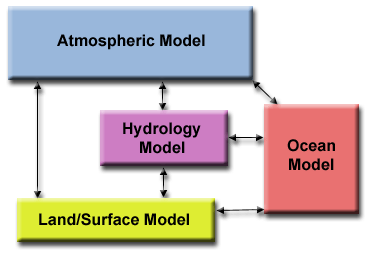 Atmospheric Model
Hydrology
Model
Ocean
Model
Land/Surface Model